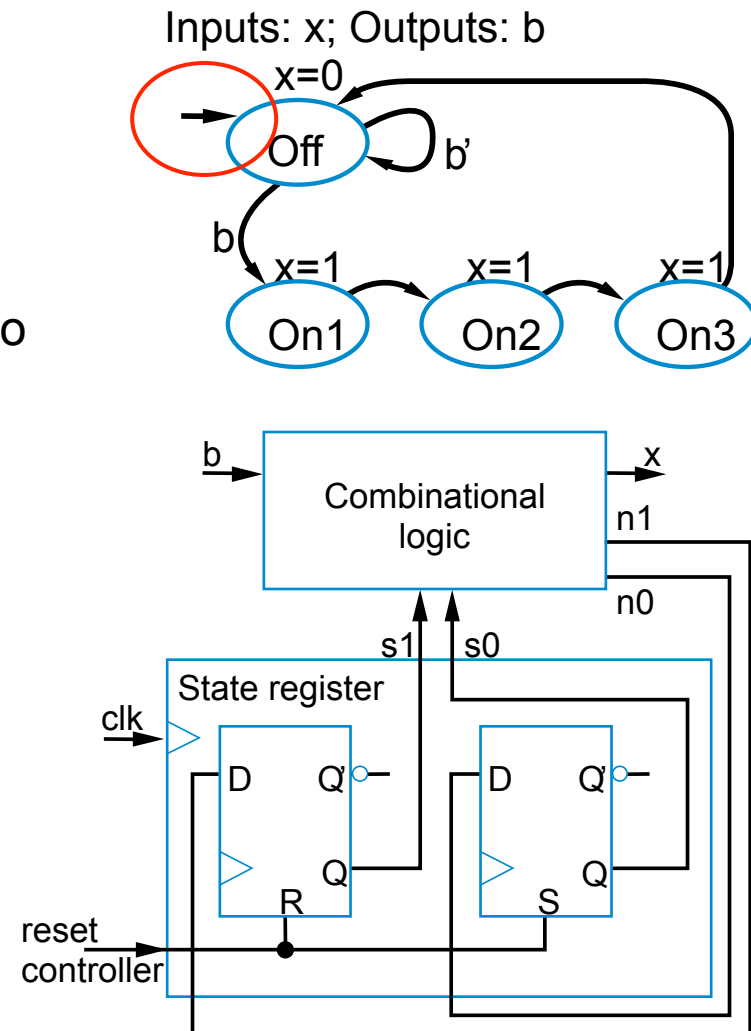 Inputs: x; Outputs: b
x=0
Off
b'
b
x=1
x=1
x=1
On1
On2
On3
o
b
x
Combinational
logic
n1
n0
s1
s0
State register
clk
D
Q'
D
Q'
Q
Q
R
S
reset
controller